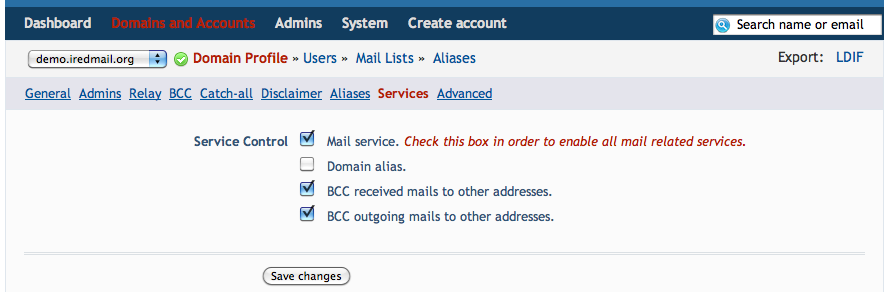 Dashboard Domains and Accounts Admins System Create account Search name or email
demo.iredmail.org Domain Profile » Users » Mail Lists » Aliases Export: LDIF
General Admins Relay BCC Catch-all Disclaimer Aliases Services Advanced
Service Control Mail service. Check this box in order to enable all mail related services.
Domain alias.
BCC received mails to other addresses.
BCC outgoing mails to other addresses.
Save changes